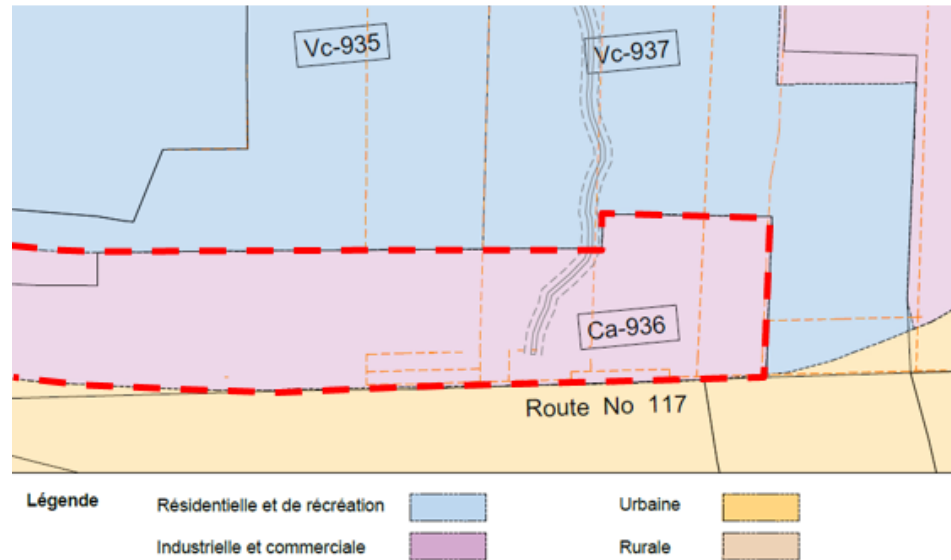 Vc-935
Vc-937
Ca-936
Route No 117
Légende
Résidentielle et de récréation
Urbaine
Industrielle et commerciale
Rurale